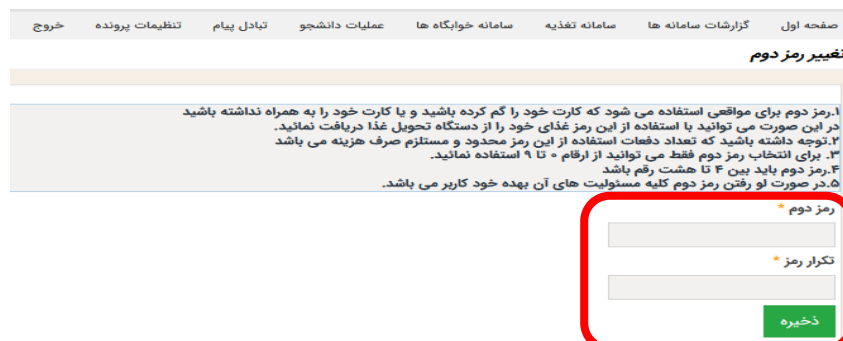 صفحه اول گزارشات سامانه ها سامانه تغذیه سامانه خوابگاه ها عملیات دانشجو تبادل پیام تنظیمات پرونده خروج
تغییر رمز دوم
۱.رمز دوم برای مواقعی استفاده می شود که کارت خود را گم کرده باشید و یا کارت خود را به همراه نداشته باشید
در این صورت می توانید با استفاده از این رمز غذای خود را از دستگاه تحویل غذا دریافت نمائید.
۲.توجه داشته باشید که تعداد دفعات استفاده از این رمز محدود و مستلزم صرف هزینه می باشد
۳. برای انتخاب رمز دوم فقط می توانید از ارقام ۰ تا ۹ استفاده نمائید.
۴.رمز دوم باید بین ۴ تا هشت رقم باشد
۵.در صورت لو رفتن رمز دوم کلیه مسئولیت های آن بهده خود کاربر می باشد.
رمز دوم *
تکرار رمز *
ذخیره